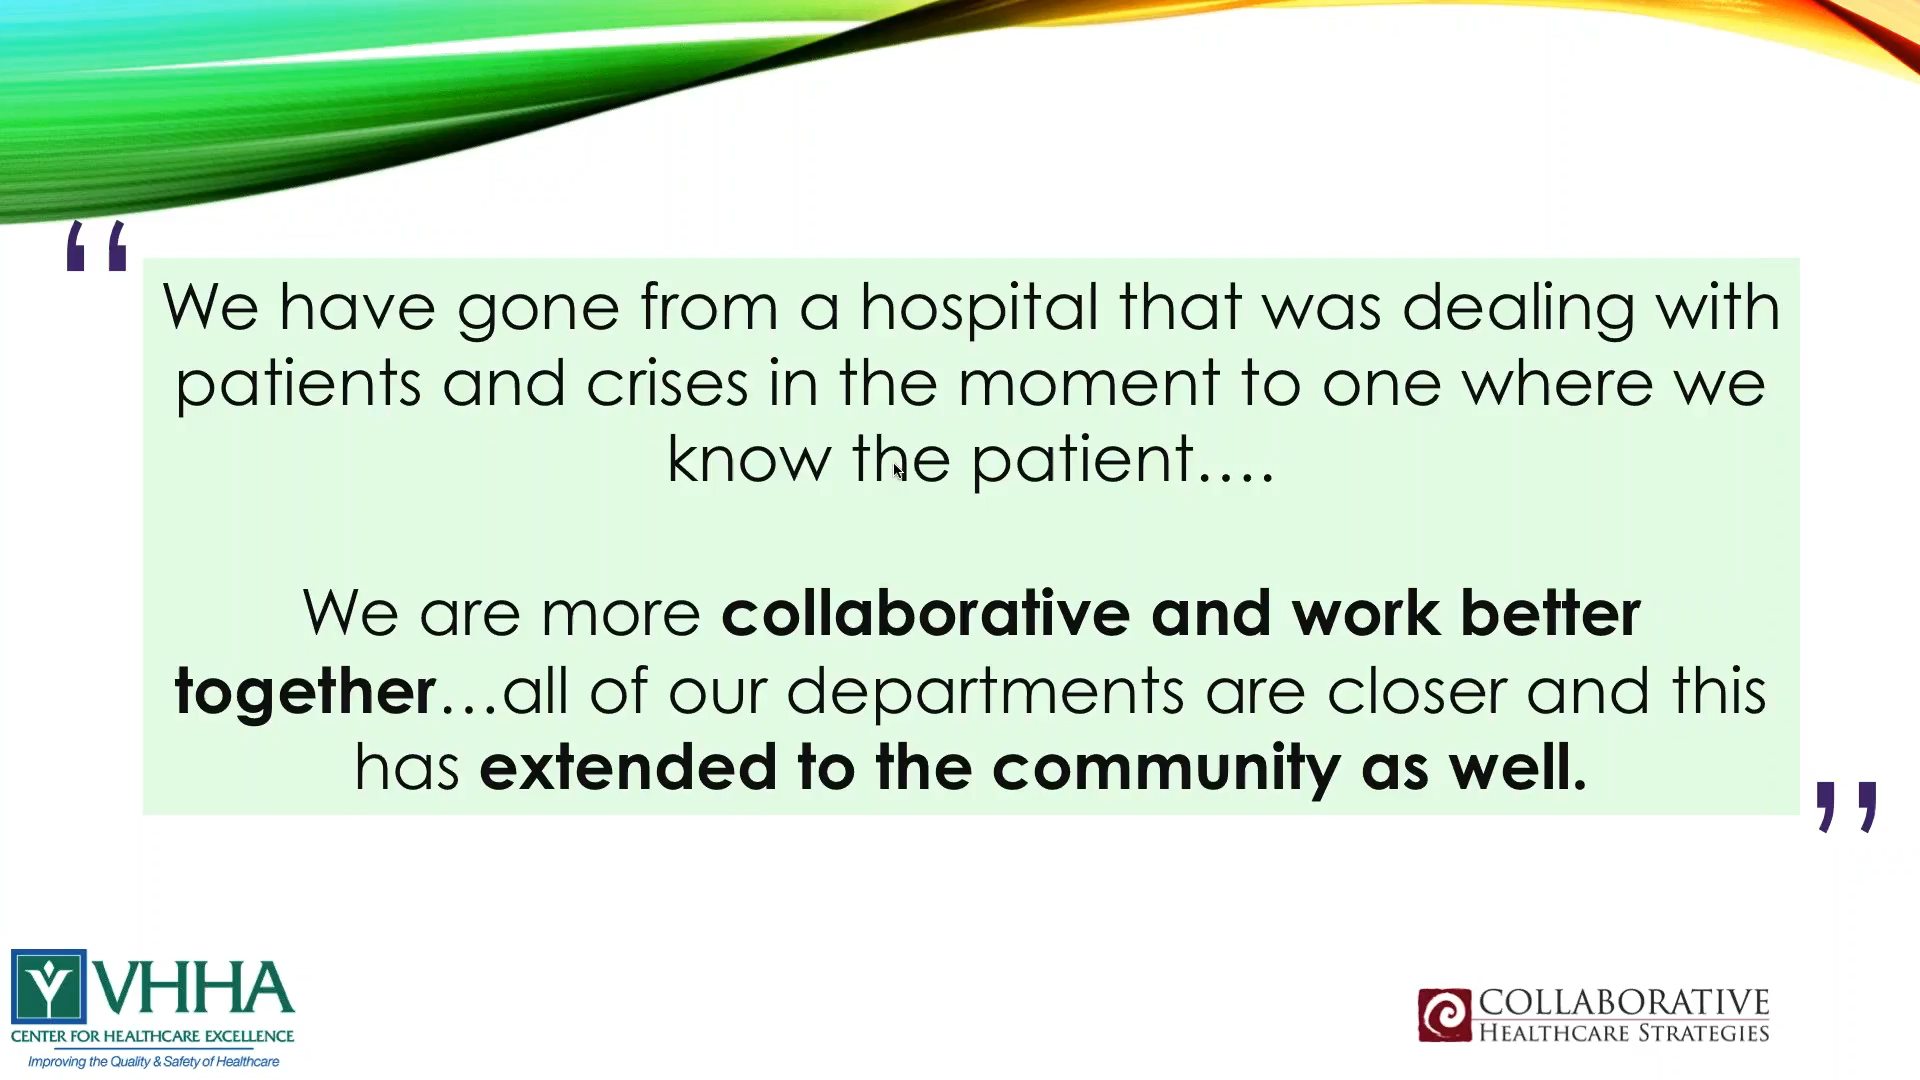 “
We have gone from a hospital that was dealing with
patients and crises in the moment to one where we
know the patient….
We are more collaborative and work better
together…all of our departments are closer and this
has extended to the community as well.
”
VHHA
CENTER FOR HEALTHCARE EXCELLENCE
Improving the Quality & Safety of Healthcare
COLLABORATIVE
HEALTHCARE STRATEGIES